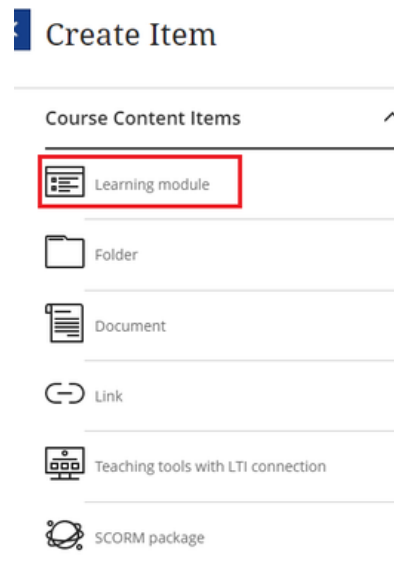 Create Item
Course Content Items
Learning module
Folder
Document
Link
Teaching tools with LTI connection
SCORM package